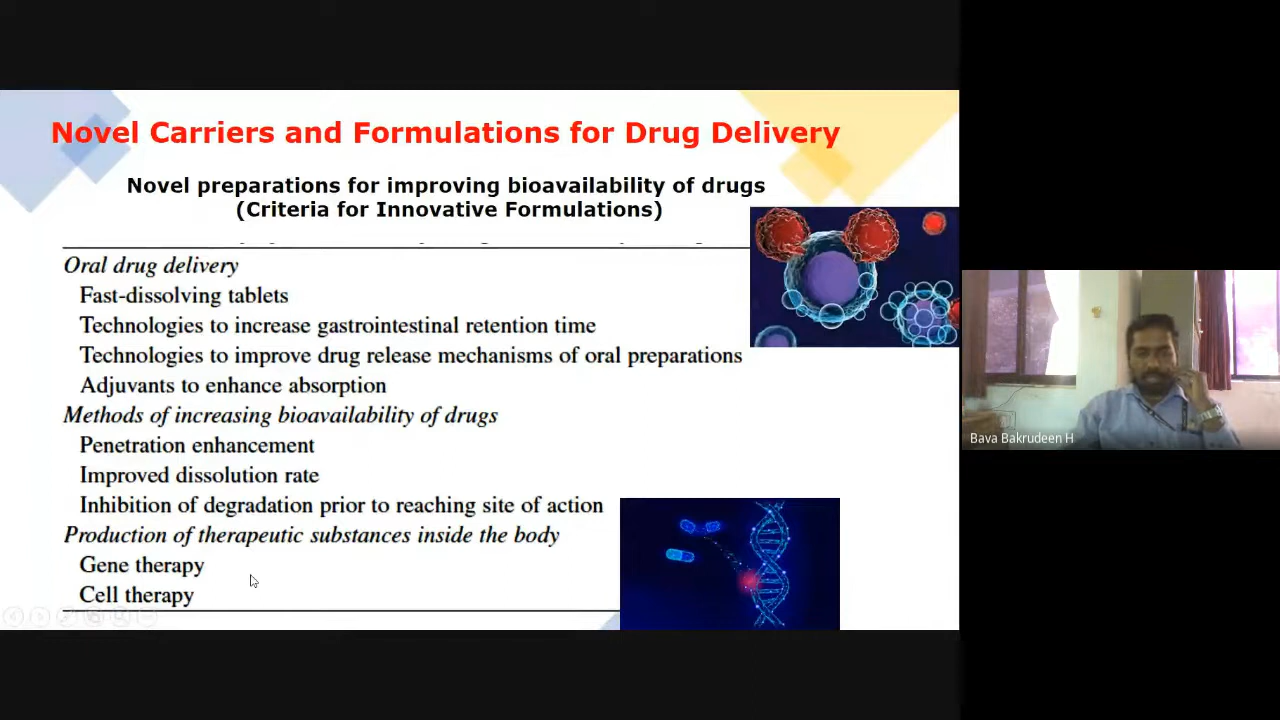 Novel Carriers and Formulations for Drug Delivery
Novel preparations for improving bioavailability of drugs
(Criteria for Innovative Formulations)
Oral drug delivery
Fast-dissolving tablets
Technologies to increase gastrointestinal retention time
Technologies to improve drug release mechanisms of oral preparations
Adjuvants to enhance absorption
Methods of increasing bioavailability of drugs
Penetration enhancement
Improved dissolution rate
Inhibition of degradation prior to reaching site of action
Production of therapeutic substances inside the body
Gene therapy
Cell therapy
Bava Bakrudeen H